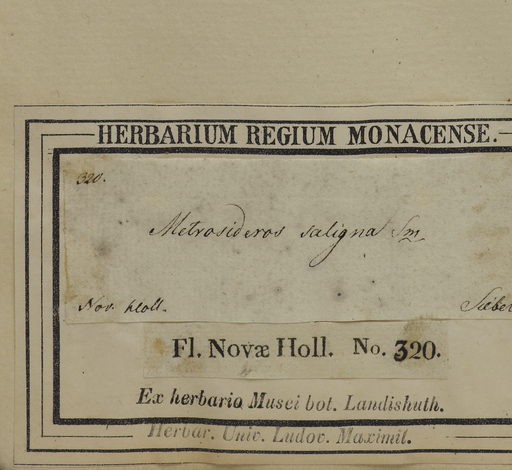 HERBARIUM REGIUM MONACENSE.
320.
Metrosideros saligna Sm
Nov. Holl. Sieber
Fl. Novæ Holl. No. 320.
Ex herbario Musei bot. Landishuth.
Herbar. Univ. Ludov. Maximil.